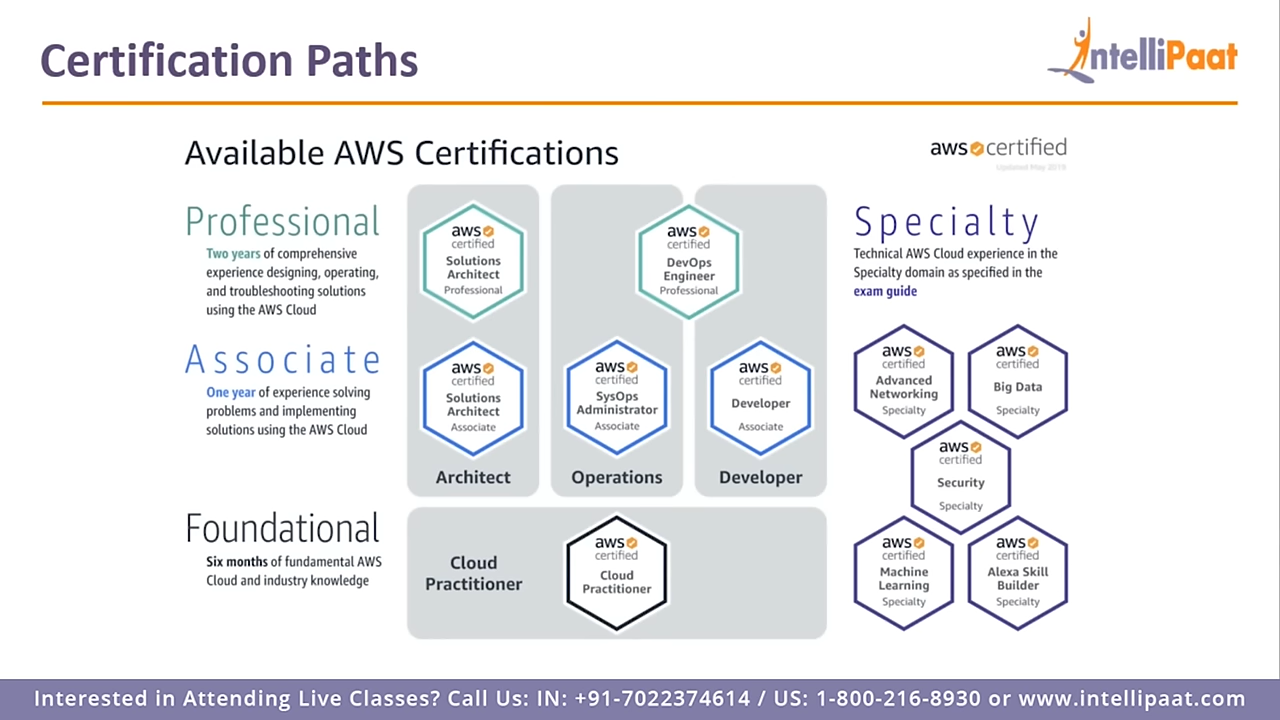 Certification Paths
IntelliPaat
Available AWS Certifications
aws certified
Updated May 2019
Professional
Two years of comprehensive
experience designing, operating,
and troubleshooting solutions
using the AWS Cloud
aws
certified
Solutions
Architect
Professional
aws
certified
DevOps
Engineer
Professional
Specialty
Technical AWS Cloud experience in the
Specialty domain as specified in the
exam guide
Associate
One year of experience solving
problems and implementing
solutions using the AWS Cloud
aws
certified
Solutions
Architect
Associate
Architect
aws
certified
SysOps
Administrator
Associate
Operations
aws
certified
Developer
Associate
Developer
aws
certified
Advanced
Networking
Specialty
aws
certified
Big Data
Specialty
aws
certified
Security
Specialty
Foundational
Six months of fundamental AWS
Cloud and industry knowledge
Cloud
Practitioner
aws
certified
Cloud
Practitioner
aws
certified
Machine
Learning
Specialty
aws
certified
Alexa Skill
Builder
Specialty
Interested in Attending Live Classes? Call Us: IN: +91-7022374614 / US: 1-800-216-8930 or www.intellipaat.com